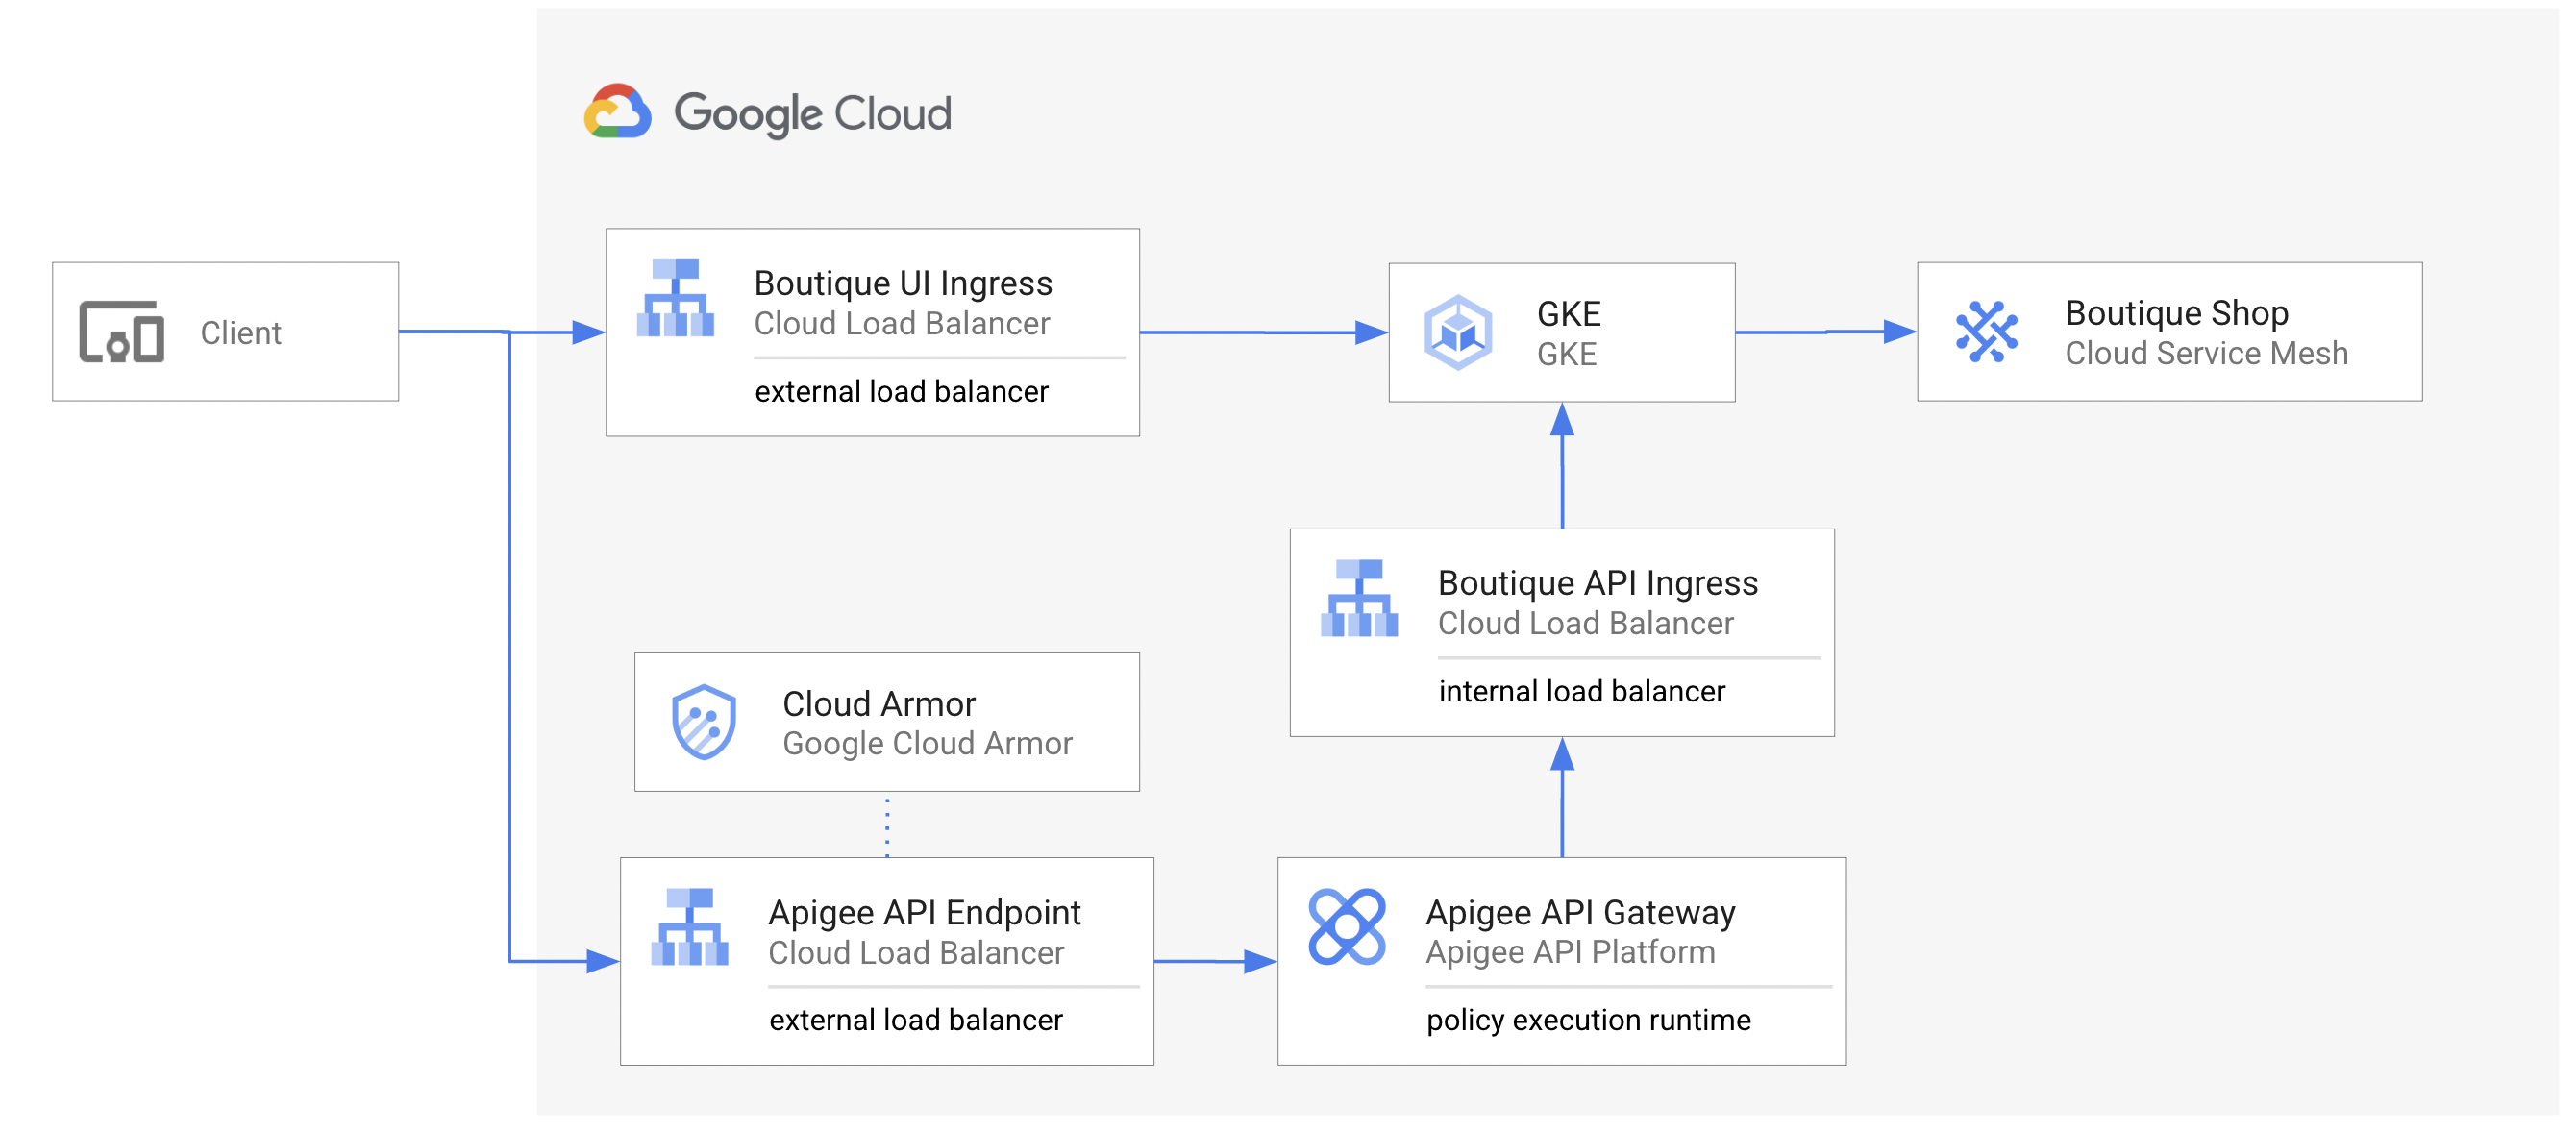 Google Cloud
Client
Boutique UI Ingress
Cloud Load Balancer
external load balancer
GKE
GKE
Boutique Shop
Cloud Service Mesh
Boutique API Ingress
Cloud Load Balancer
internal load balancer
Cloud Armor
Google Cloud Armor
Apigee API Endpoint
Cloud Load Balancer
external load balancer
Apigee API Gateway
Apigee API Platform
policy execution runtime